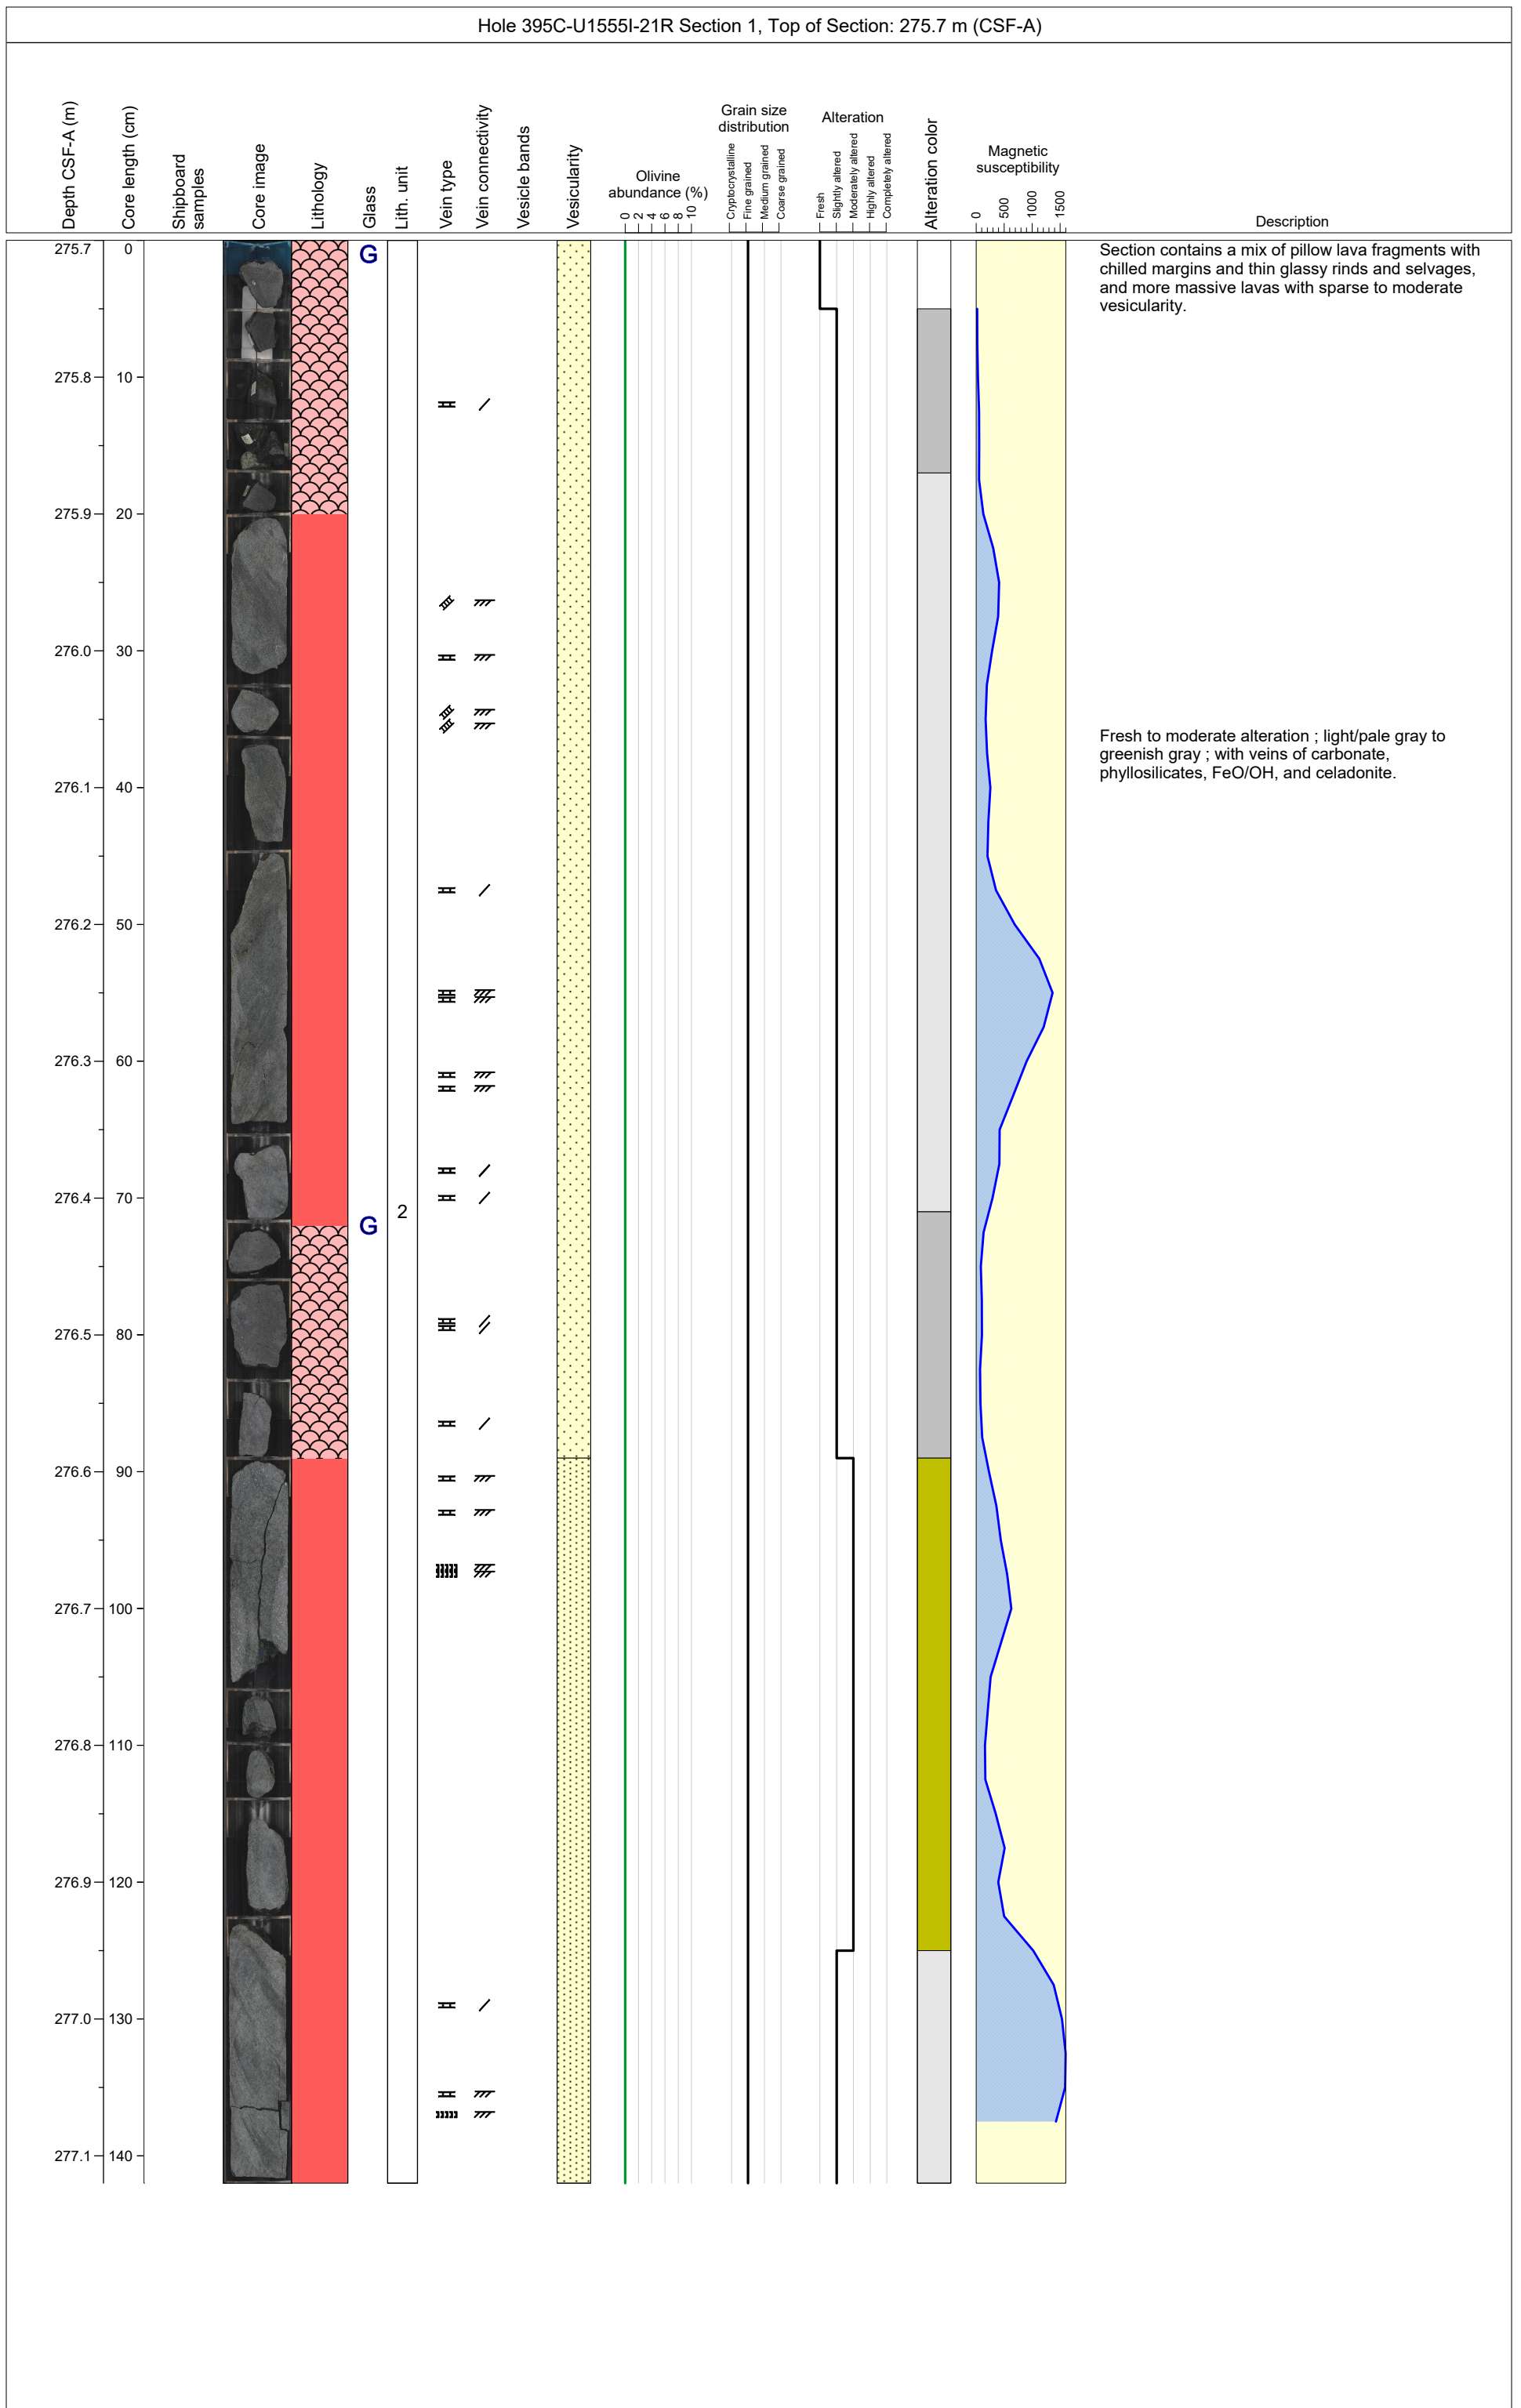 Hole 395C-U1555I-21R Section 1, Top of Section: 275.7 m (CSF-A)
Depth CSF-A (m)
Core length (cm)
Shipboard
samples
Core image
Lithology
Glass
Lith. unit
Vein type
Vein connectivity
Vesicle bands
Vesicularity
Olivine
abundance (%)
0 2 4 6 8 10
Grain size
distribution
Cryptocrystalline
Fine grained
Medium grained
Coarse grained
Alteration
Fresh
Slightly altered
Moderately altered
Highly altered
Completely altered
Alteration color
Magnetic
susceptibility
0 500 1000 1500
Description
275.7 0
G
Section contains a mix of pillow lava fragments with
chilled margins and thin glassy rinds and selvages,
and more massive lavas with sparse to moderate
vesicularity.
275.8 10
275.9 20
276.0 30
Fresh to moderate alteration ; light/pale gray to
greenish gray ; with veins of carbonate,
phyllosilicates, FeO/OH, and celadonite.
276.1 40
276.2 50
276.3 60
276.4 70
2
G
276.5 80
276.6 90
276.7 100
276.8 110
276.9 120
277.0 130
277.1 140